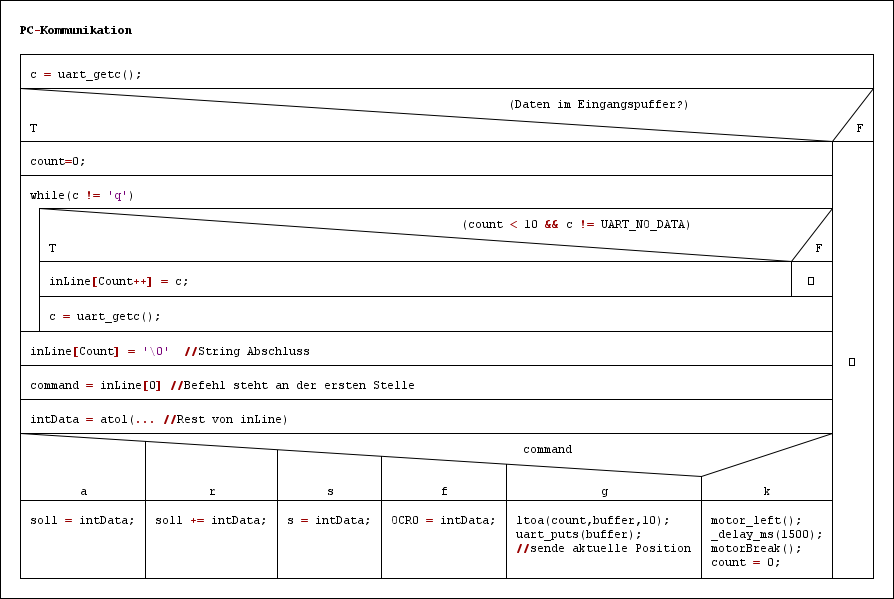 PC-Kommunikation
c = uart_getc();
(Daten im Eingangspuffer?)
T
F
count=0;
while(c != 'q')
(count < 10 && c != UART_NO_DATA)
T
F
inLine[Count++] = c;
c = uart_getc();
inLine[Count] = '\0' //String Abschluss
command = inLine[0] //Befehl steht an der ersten Stelle
intData = atol(... //Rest von inLine)
command
a
r
s
f
g
k
soll = intData;
soll += intData;
s = intData;
OCR0 = intData;
ltoa(count,buffer,10);
uart_puts(buffer);
//sende aktuelle Position
motor_left();
_delay_ms(1500);
motorBreak();
count = 0;